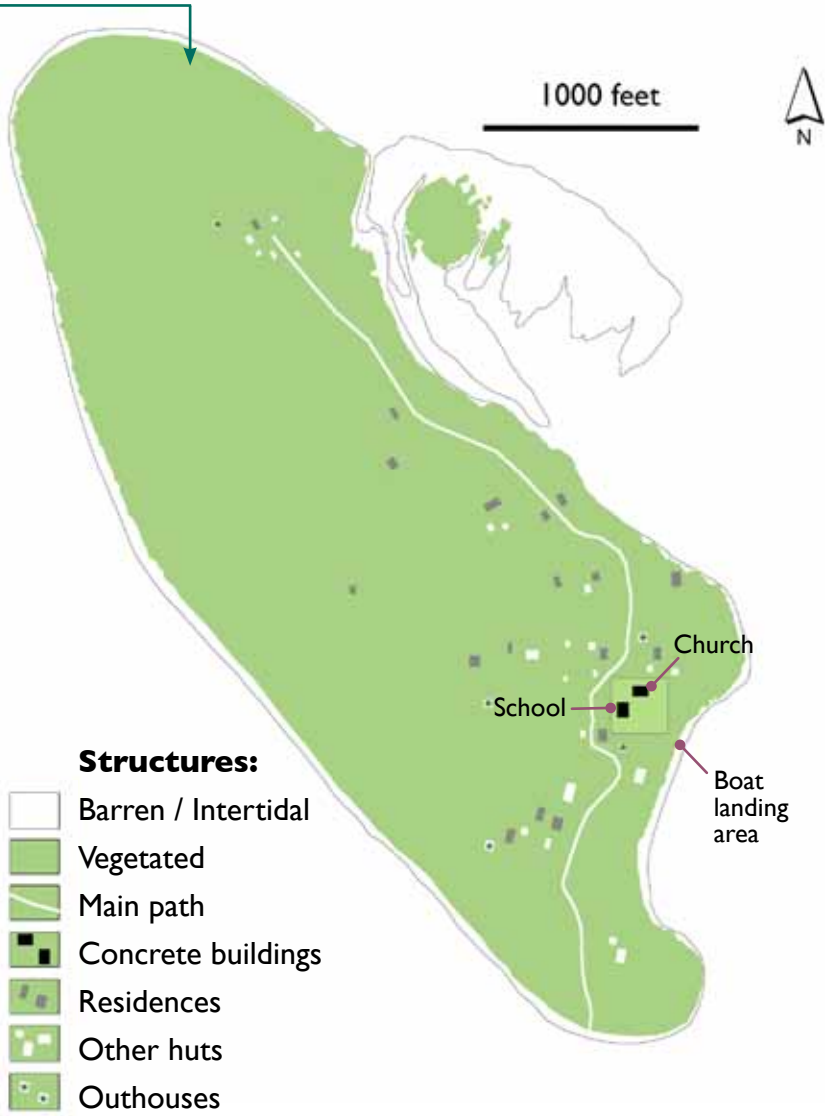 1000 feet
N
Church
School
Boat
landing
area
Structures:
Barren / Intertidal
Vegetated
Main path
Concrete buildings
Residences
Other huts
Outhouses